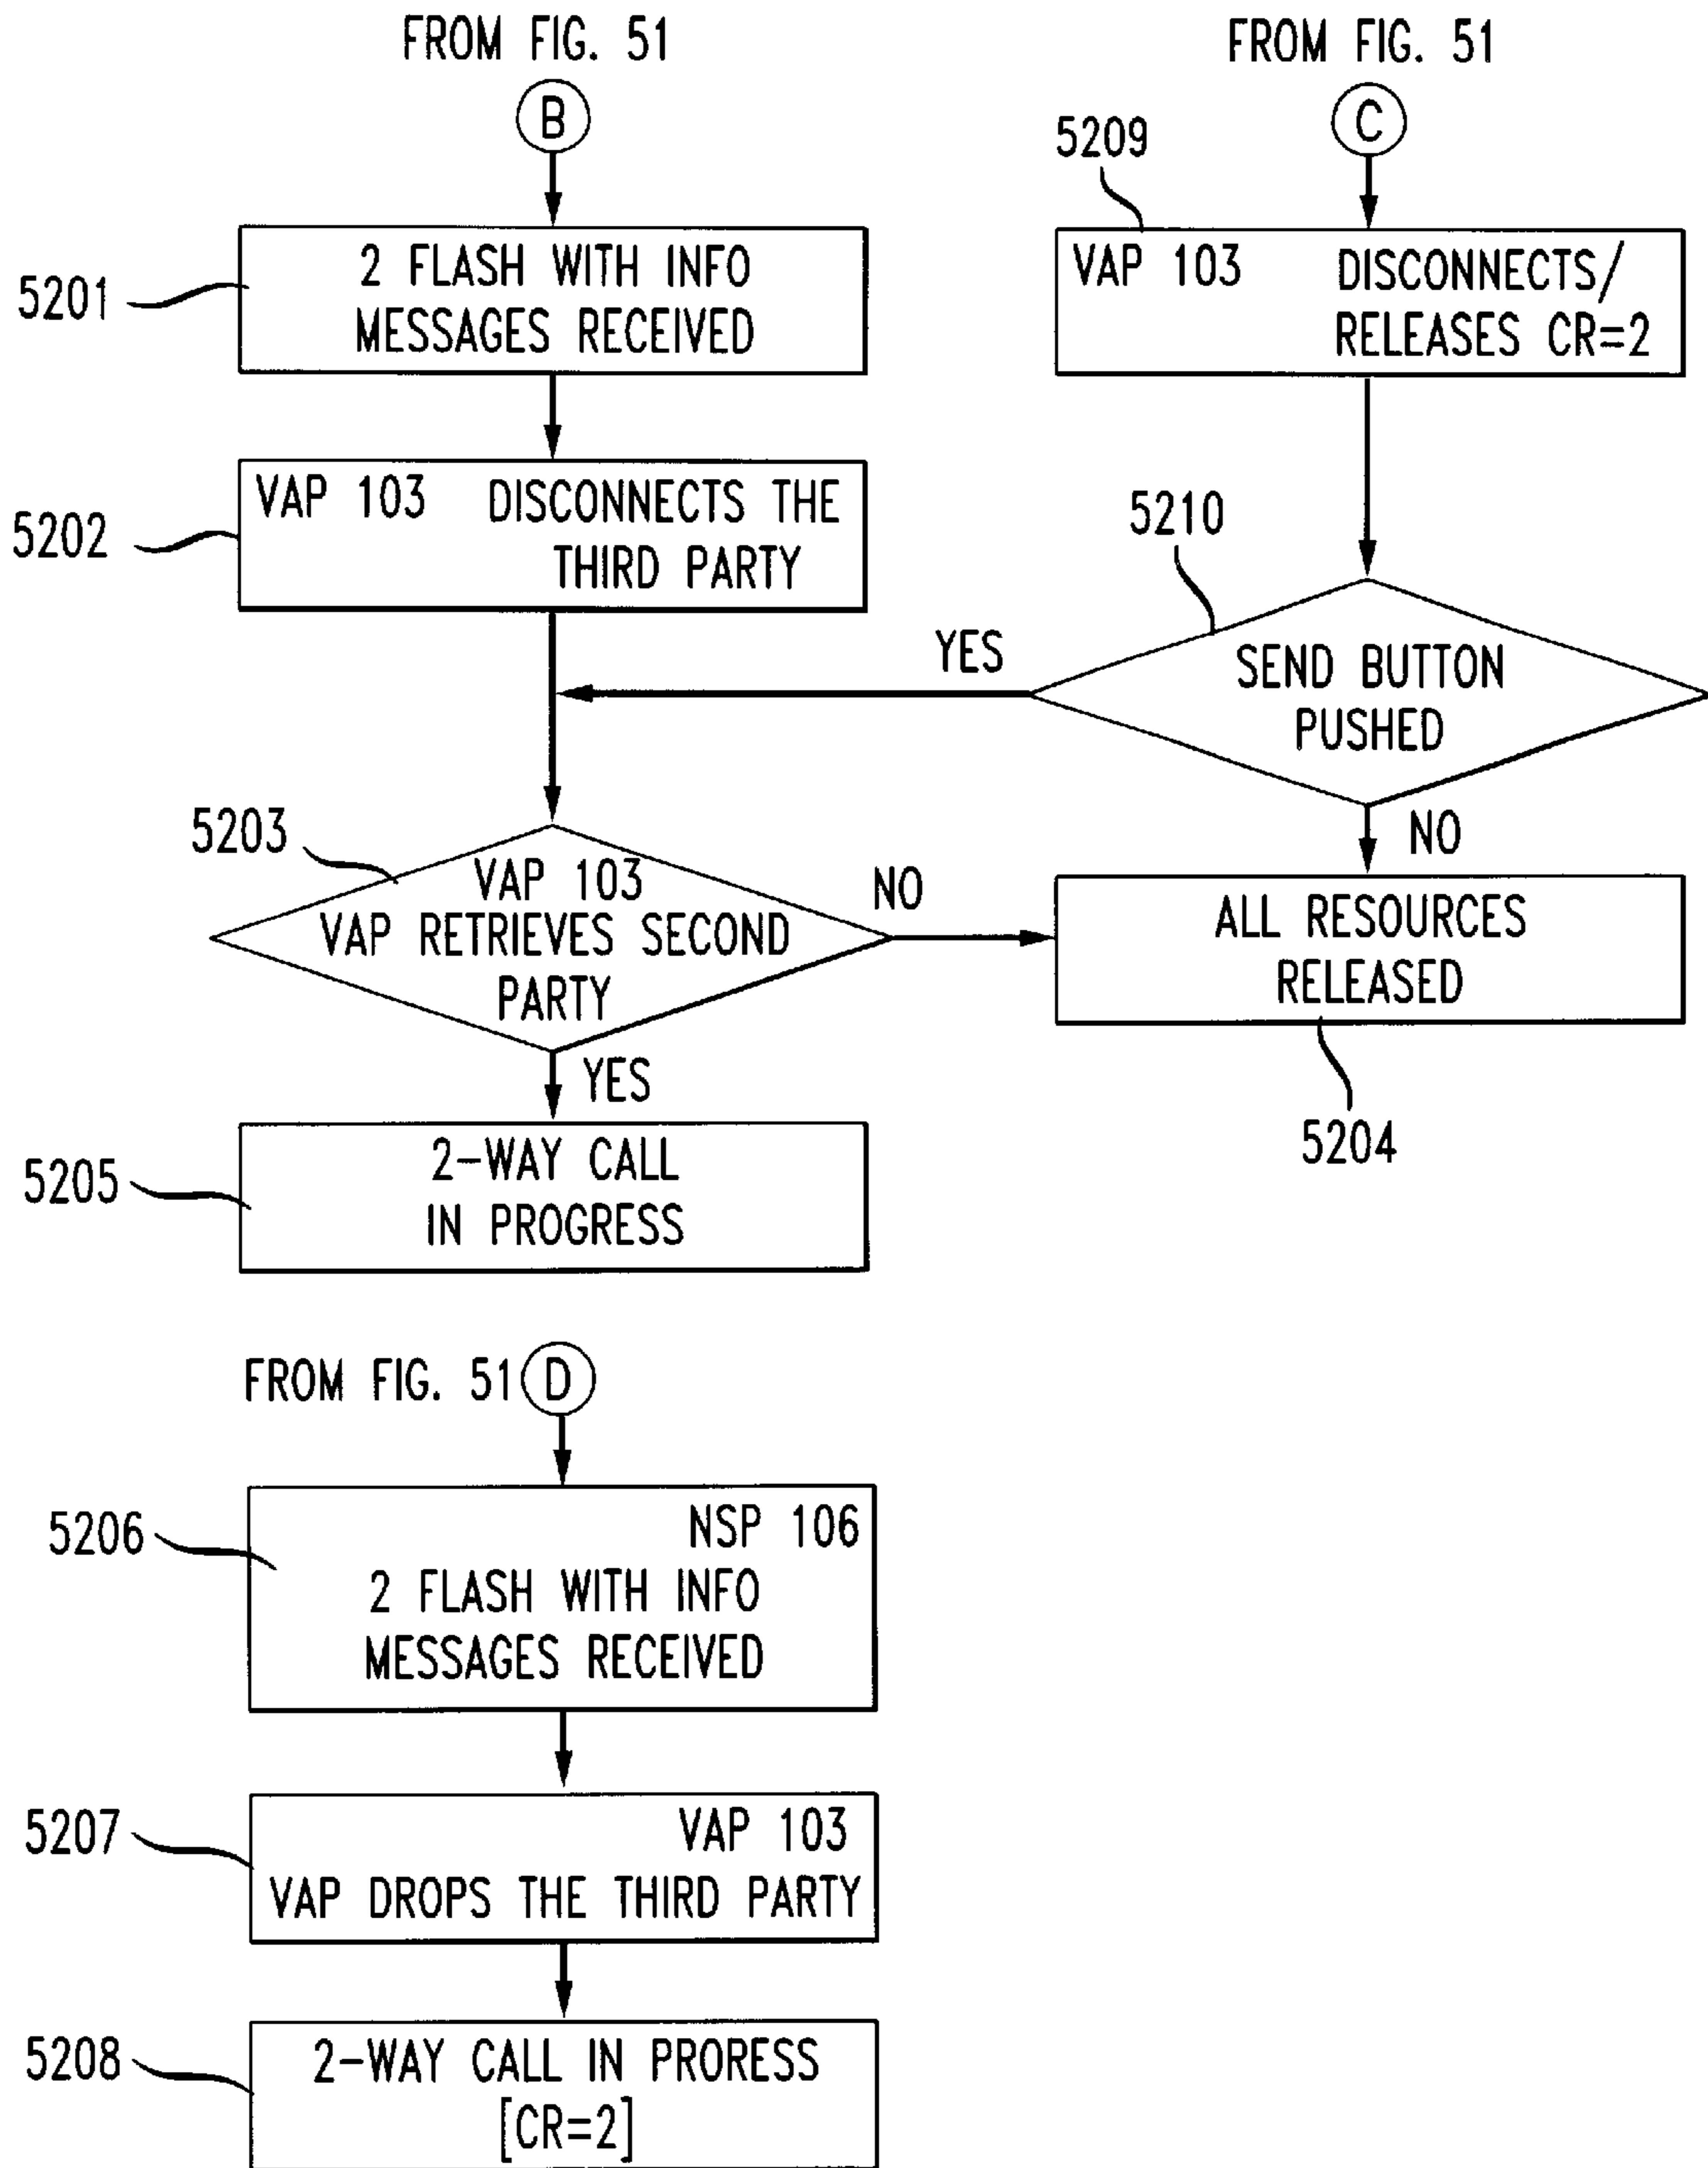 FROM FIG. 51
B
5201
2 FLASH WITH INFO
MESSAGES RECEIVED
5202
VAP 103 DISCONNECTS THE
THIRD PARTY
5203
VAP 103
VAP RETRIEVES SECOND
PARTY
NO
YES
5205
2-WAY CALL
IN PROGRESS
FROM FIG. 51
C
5209
VAP 103 DISCONNECTS/
RELEASES CR=2
5210
SEND BUTTON
PUSHED
YES
NO
ALL RESOURCES
RELEASED
5204
FROM FIG. 51 D
5206
NSP 106
2 FLASH WITH INFO
MESSAGES RECEIVED
5207
VAP 103
VAP DROPS THE THIRD PARTY
5208
2-WAY CALL IN PRORESS
[CR=2]